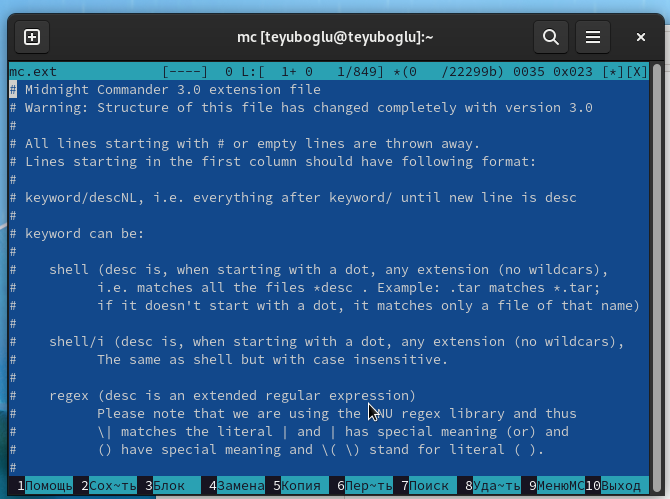 mc [teyuboglu@teyuboglu]:~
mc.ext [----] 0 L:[ 1+ 0 1/849] *(0 /22299b) 0035 0x023 [*][X]
# Midnight Commander 3.0 extension file
# Warning: Structure of this file has changed completely with version 3.0
#
# All lines starting with # or empty lines are thrown away.
# Lines starting in the first column should have following format:
#
# keyword/descNL, i.e. everything after keyword/ until new line is desc
#
# keyword can be:
#
# shell (desc is, when starting with a dot, any extension (no wildcars),
# i.e. matches all the files *desc . Example: .tar matches *.tar;
# if it doesn't start with a dot, it matches only a file of that name)
#
# shell/i (desc is, when starting with a dot, any extension (no wildcars),
# The same as shell but with case insensitive.
#
# regex (desc is an extended regular expression)
# Please note that we are using the GNU regex library and thus
# \| matches the literal | and | has special meaning (or) and
# () have special meaning and \( \) stand for literal ( ).
#
1Помощь 2Сох~ть 3Блок 4Замена 5Копия 6Пер~ть 7Поиск 8Уда~ть 9МенюMC 10Выход